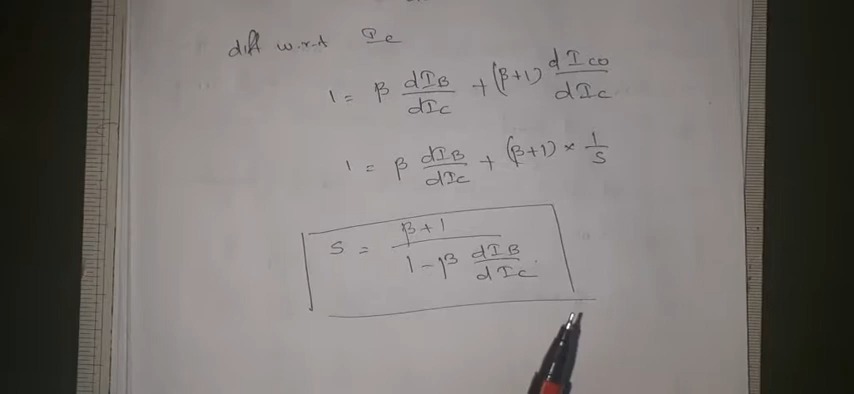 diff w.r.t Ic
1 = β dIB/dIC + (β+1) dICO/dIC
1 = β dIB/dIC + (β+1) × 1/S
S = β+1 / 1-β dIB/dIC